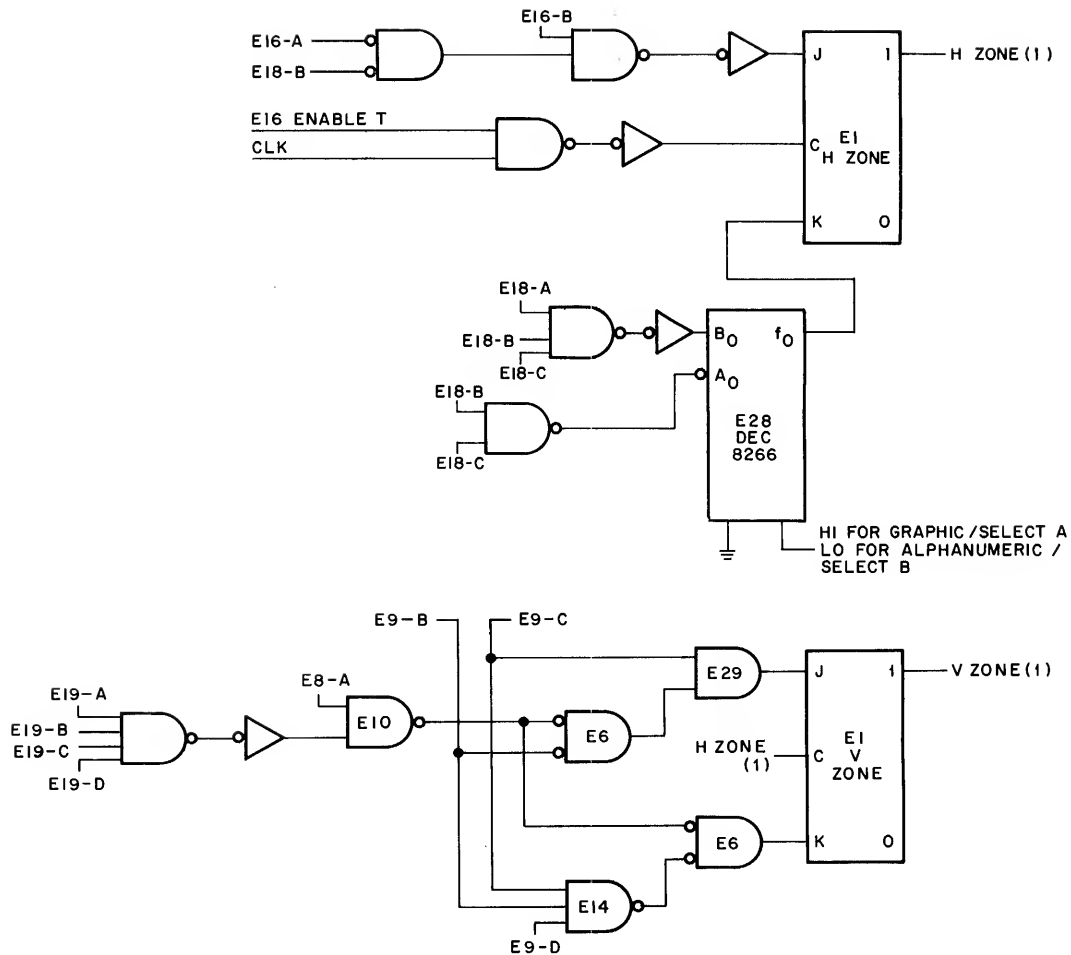 E16-B
E16-A
E18-B
J
1
H ZONE (1)
E16 ENABLE T
CLK
C
E1
H ZONE
K
0
E18-A
E18-B
E18-C
B0
f0
A0
E18-B
E18-C
E28
DEC
8266
HI FOR GRAPHIC/SELECT A
LO FOR ALPHANUMERIC /
SELECT B
E9-B
E9-C
E19-A
E19-B
E19-C
E19-D
E8-A
E10
E6
E29
J
1
V ZONE (1)
H ZONE
(1)
C
E1
V
ZONE
E6
K
0
E14
E9-D